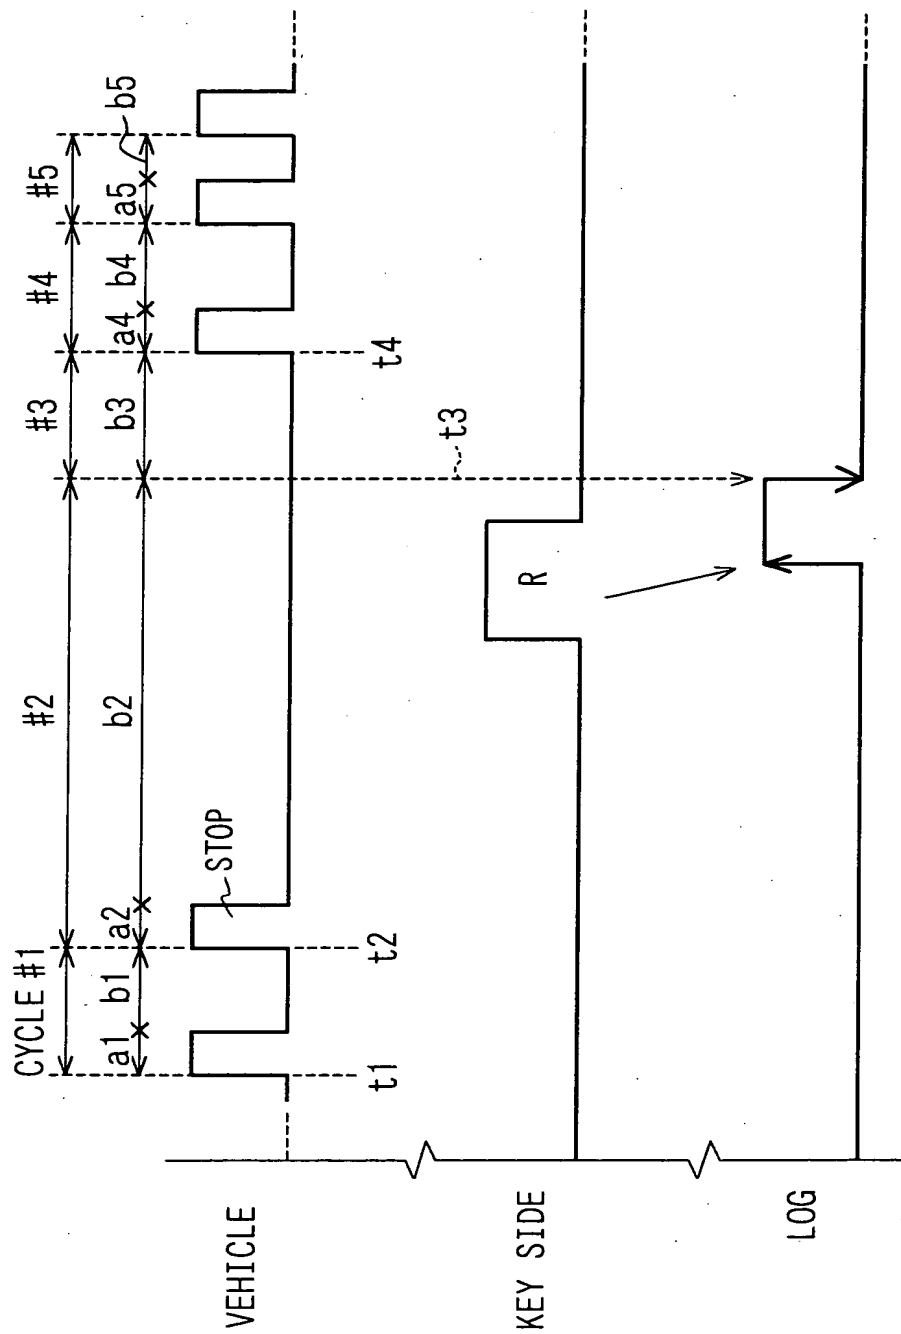 CYCLE #1 #2 #3 #4 #5
a1 b1 a2 b2 b3 a4 b4 a5 b5
VEHICLE
STOP
t1 t2 t4
t3
KEY SIDE
R
LOG